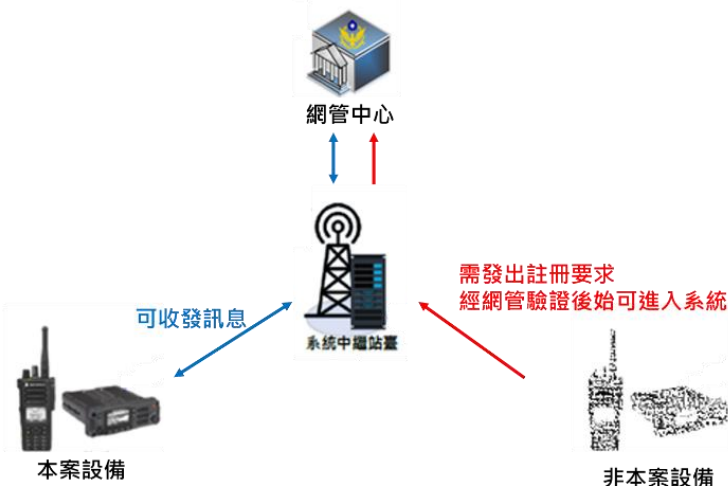 網管中心
需發出註冊要求
經網管驗證後始可進入系統
可收發訊息
系統中繼站臺
本案設備
非本案設備